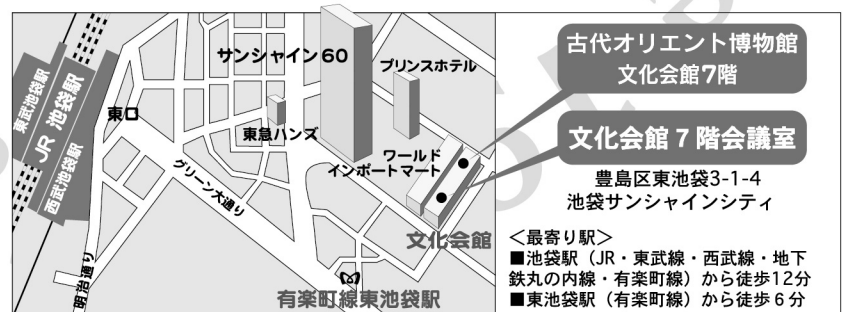 サンシャイン60
プリンスホテル
東武池袋駅
JR 池袋駅
西武池袋駅
東口
東急ハンズ
ワールド
インポートマート
グリーン大通り
文化会館
明治通り
有楽町線東池袋駅
古代オリエント博物館
文化会館7階
文化会館7階会議室
豊島区東池袋3-1-4
池袋サンシャインシティ
＜最寄り駅＞
■池袋駅（JR・東武線・西武線・地下
鉄丸の内線・有楽町線）から徒歩12分
■東池袋駅（有楽町線）から徒歩6分